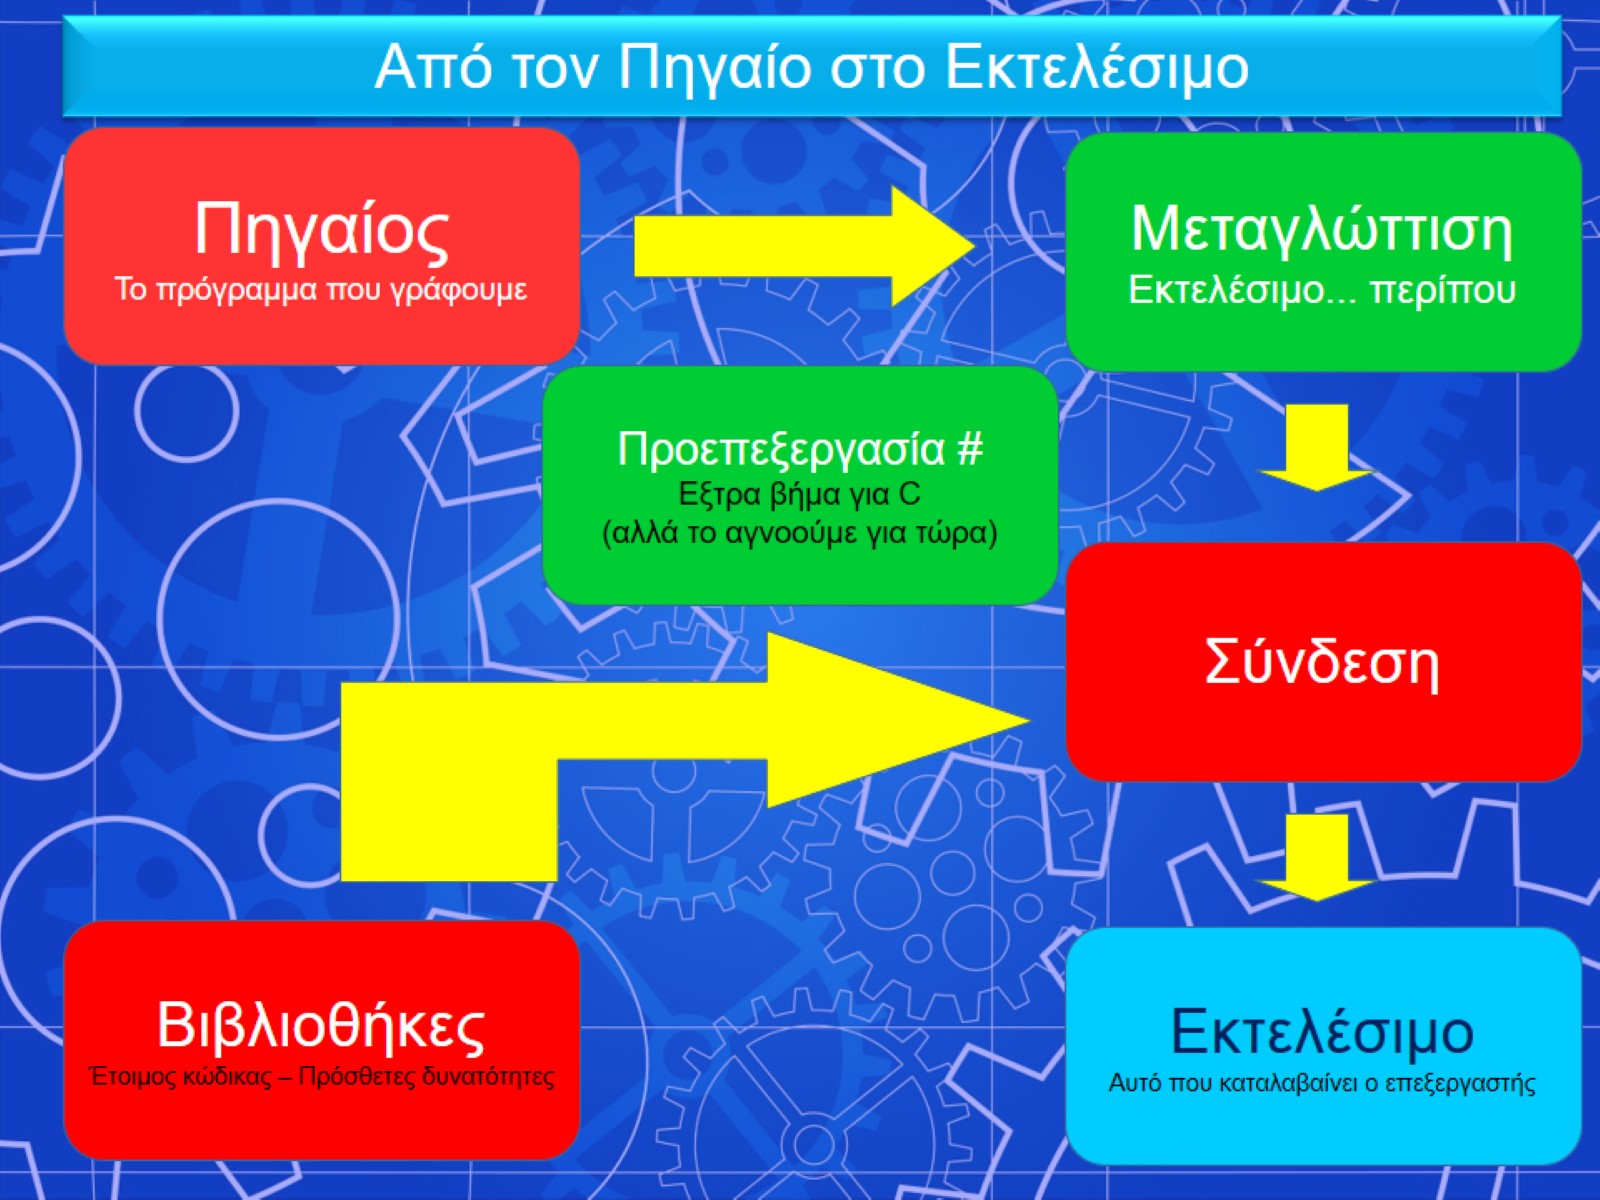 Από τον Πηγαίο στο Εκτελέσιμο
Πηγαίος
Το πρόγραμμα που γράφουμε
Μεταγλώττιση
Εκτελέσιμο... περίπου
Προεπεξεργασία #
Εξτρα βήμα για C
(αλλά το αγνοούμε για τώρα)
Σύνδεση
Βιβλιοθήκες
Έτοιμος κώδικας – Πρόσθετες δυνατότητες
Εκτελέσιμο
Αυτό που καταλαβαίνει ο επεξεργαστής